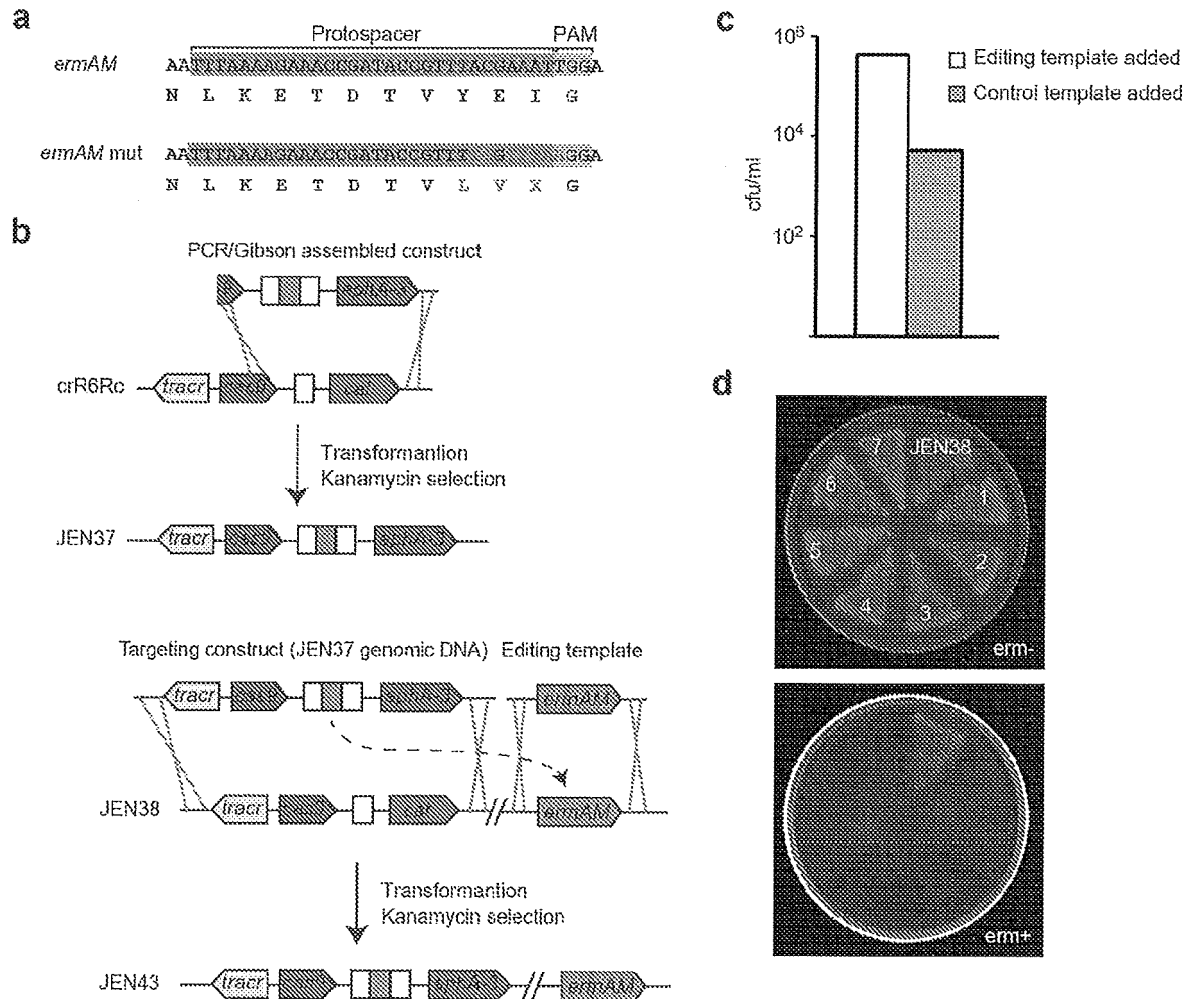 a
Protospacer PAM
ermAM
N L K E T D T V Y E I G
ermAM mut
N L K E T D T V L V X G
b
PCR/Gibson assembled construct
crR6Rc
tracr
Transformantion
Kanamycin selection
JEN37
tracr
Targeting construct (JEN37 genomic DNA) Editing template
tracr
ermAM
JEN38
tracr
ermAM
Transformantion
Kanamycin selection
JEN43
tracr
ermAM
c
cfu/ml
10⁴
10²
Editing template added
Control template added
d
7 JEN38
6 1
5 2
4 3
erm-
erm+